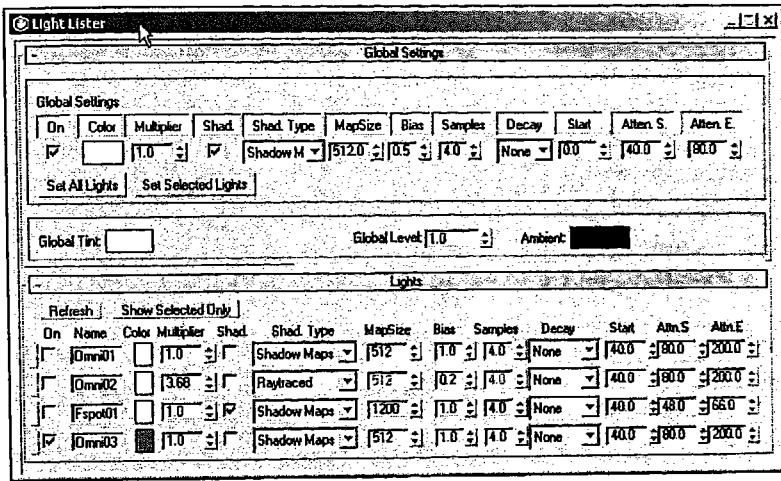 Light Lister
Global Settings
Global Settings
On Color Multiplier Shad. Shad. Type MapSize Bias Samples Decay Start Atten. S. Atten. E.
1.0 Shadow M 512.0 0.5 4.0 None 0.0 40.0 80.0
Set All Lights Set Selected Lights
Global Tint: Global Level: 1.0 Ambient:
Lights
Refresh Show Selected Only
On Name Color Multiplier Shad. Shad. Type MapSize Bias Samples Decay Start Attn.S Attn.E
Omni01 1.0 Shadow Maps 512 1.0 4.0 None 40.0 80.0 200.0
Omni02 3.68 Raytraced 512 0.2 4.0 None 40.0 80.0 200.0
Fspot01 1.0 Shadow Maps 1200 1.0 4.0 None 40.0 48.0 66.0
Omni03 1.0 Shadow Maps 512 1.0 4.0 None 40.0 80.0 200.0